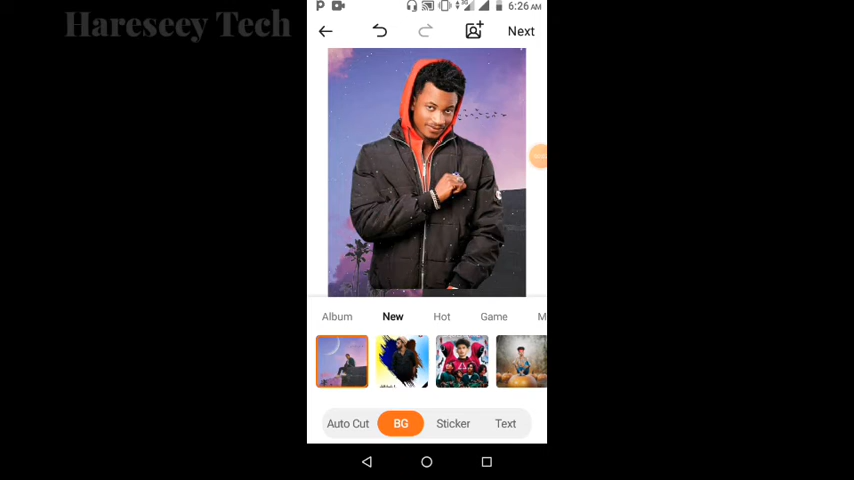 Hareseey Tech
6:26 AM
Next
Album New Hot Game M
Auto Cut BG Sticker Text